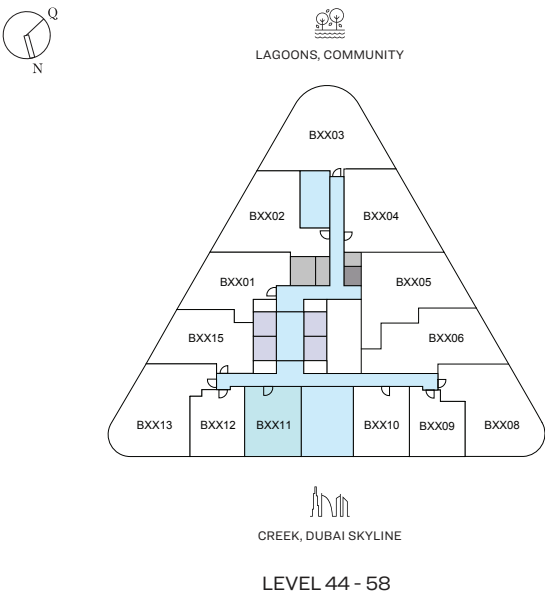 Q
N
LAGOONS, COMMUNITY
BXX03
BXX02 BXX04
BXX01 BXX05
BXX15 BXX06
BXX13 BXX12 BXX11 BXX10 BXX09 BXX08
CREEK, DUBAI SKYLINE
LEVEL 44 - 58